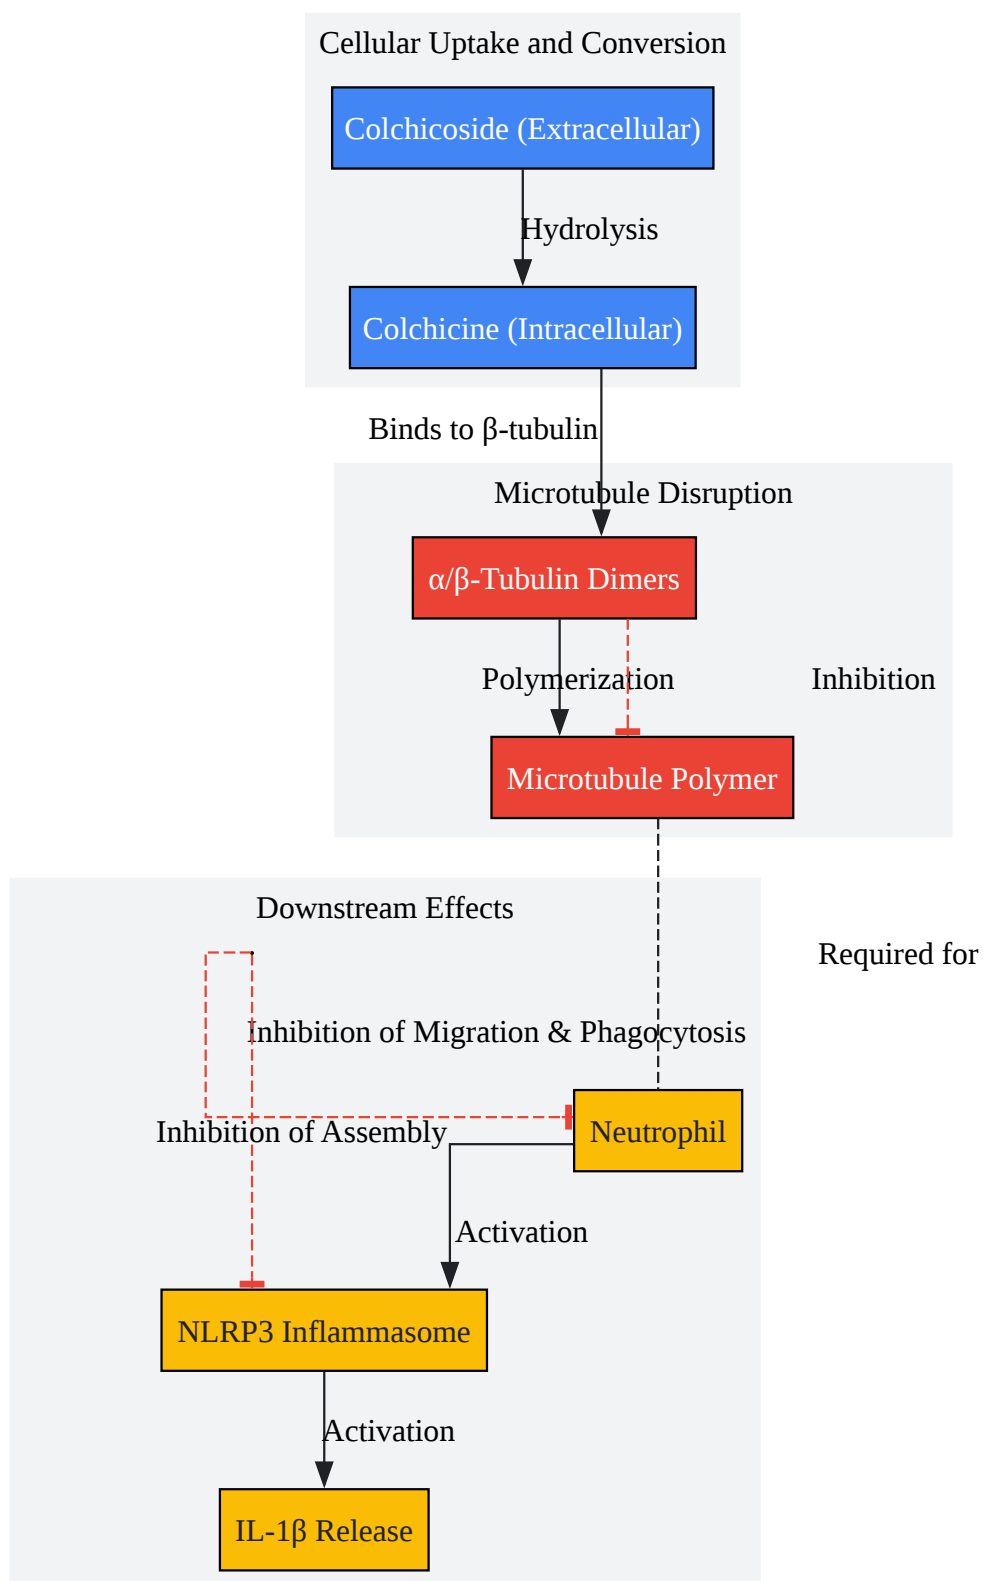 Cellular Uptake and Conversion
Colchicoside (Extracellular)
Hydrolysis
Colchicine (Intracellular)
Binds to β-tubulin
Microtubule Disruption
α/β-Tubulin Dimers
Polymerization
Inhibition
Microtubule Polymer
Downstream Effects
Required for
Inhibition of Migration & Phagocytosis
Inhibition of Assembly
Neutrophil
Activation
NLRP3 Inflammasome
Activation
IL-1β Release